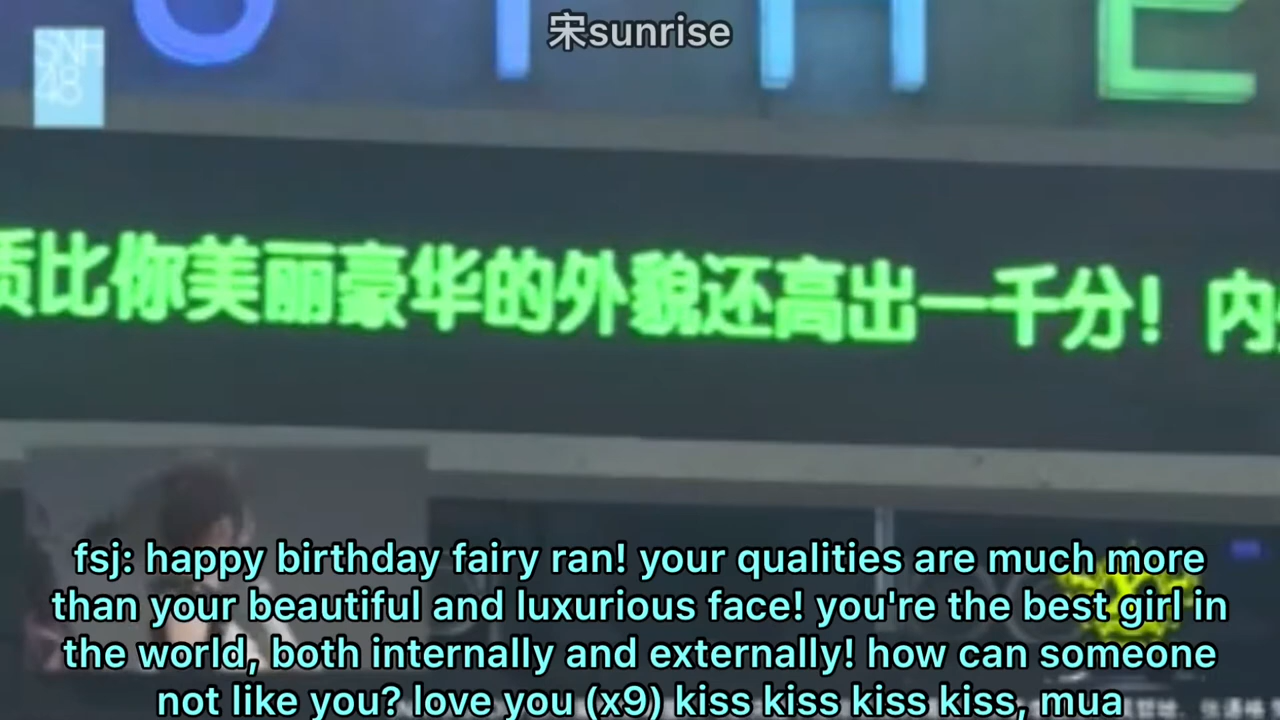 宋sunrise
SNH
48
THE
质比你美丽豪华的外貌还高出一千分！ 内
fsj: happy birthday fairy ran! your qualities are much more
than your beautiful and luxurious face! you're the best girl in
the world, both internally and externally! how can someone
not like you? love you (x9) kiss kiss kiss kiss, mua